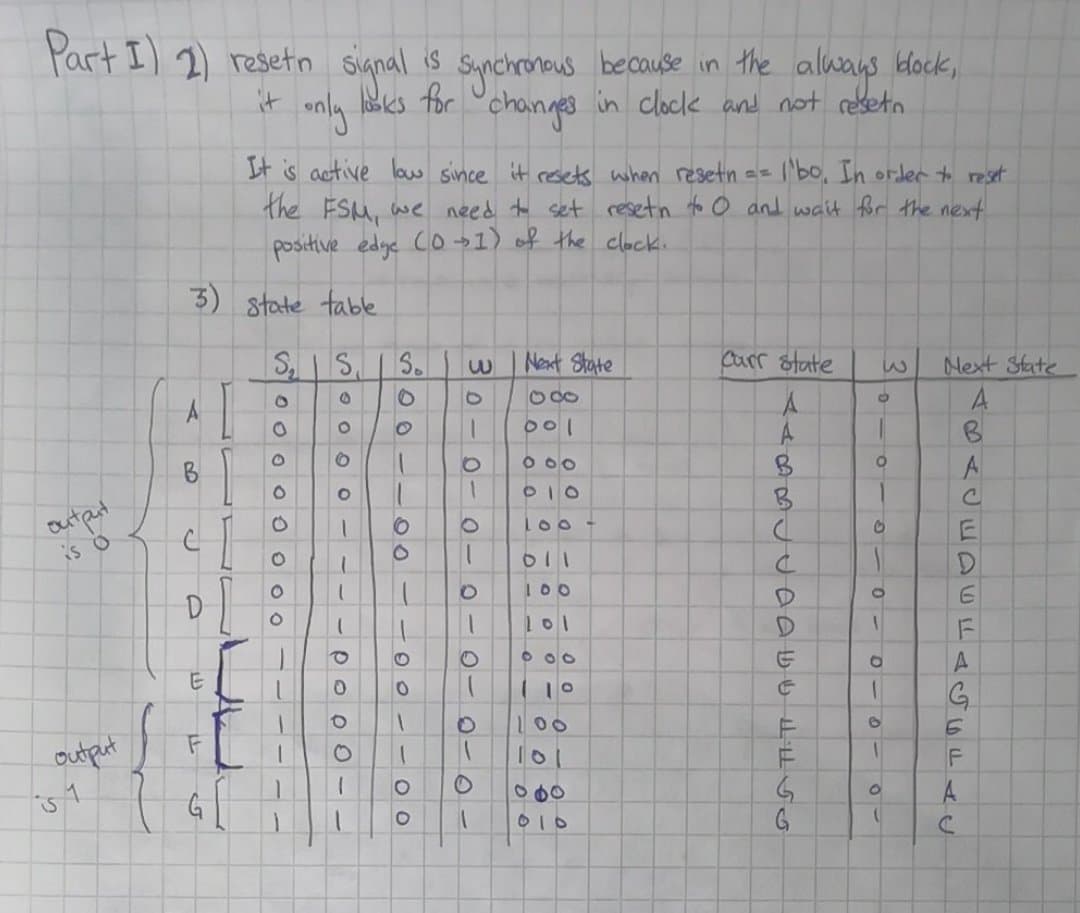 Part I) 2) resetn signal is synchronous because in the always block,
it only looks for changes in clock and not resetn
It is active low since it resets when resetn == 1'b0. In order to reset
the FSM, we need to set resetn to 0 and wait for the next
positive edge (0→1) of the clock.
3) state table
S₂ | S₁ | S₀ | w | Next State
A [ 0 0 0 0 000
0 0 0 1 001
B [ 0 0 1 0 000
0 0 1 1 010
C [ 0 1 0 0 100 -
0 1 0 1 011
D [ 0 1 1 0 100
0 1 1 1 101
E [ 1 0 0 0 000
1 0 0 1 110
F [ 1 0 1 0 100
1 0 1 1 101
G [ 1 1 0 0 000
1 1 0 1 010
output
is 0
output
is 1
Curr State | w | Next State
A 0 A
A 1 B
B 0 A
B 1 C
C 0 E
C 1 D
D 0 E
D 1 F
E 0 A
E 1 G
F 0 E
F 1 F
G 0 A
G 1 C